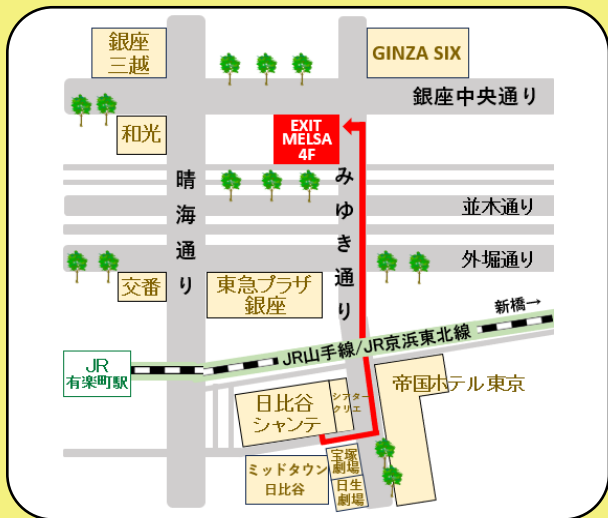 銀座
三越
GINZA SIX
銀座中央通り
和光
EXIT
MELSA
4F
晴海通り
みゆき通り
並木通り
外堀通り
交番
東急プラザ
銀座
新橋→
JR山手線/JR京浜東北線
JR
有楽町駅
帝国ホテル東京
日比谷
シャンテ
シアター
クリエ
ミッドタウン
日比谷
宝塚
劇場
日生
劇場